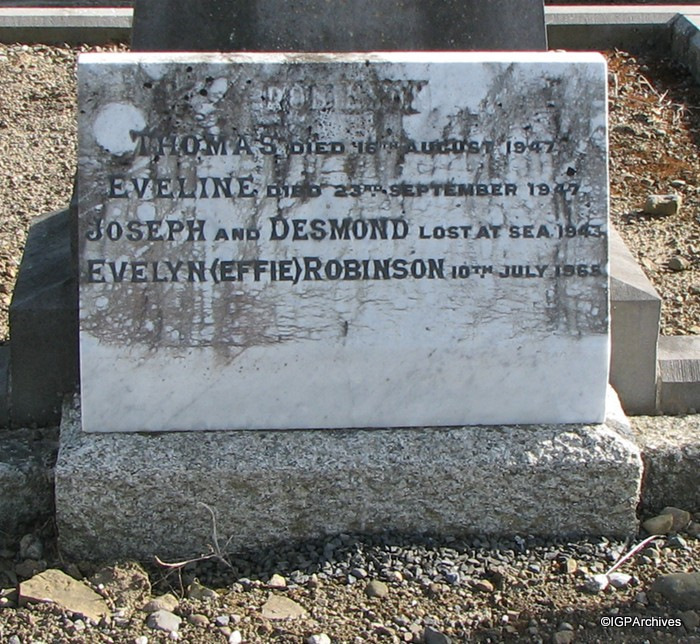 THOMAS DIED 16TH AUGUST 1947.
EVELINE DIED 23RD SEPTEMBER 1947.
JOSEPH AND DESMOND LOST AT SEA 1943.
EVELYN (EFFIE) ROBINSON 10TH JULY 1965
©IGPArchives